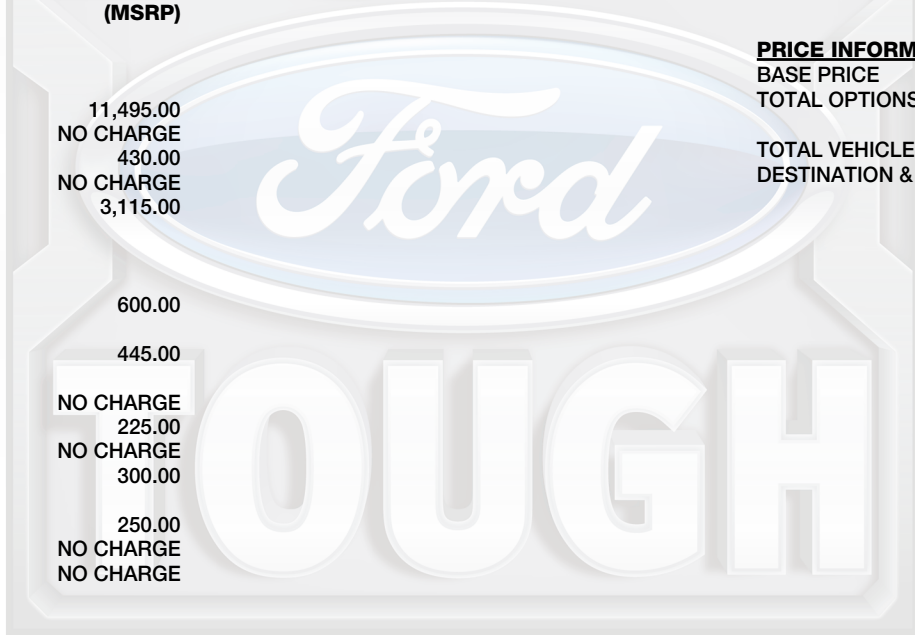 (MSRP)
11,495.00
NO CHARGE
430.00
NO CHARGE
3,115.00
600.00
445.00
NO CHARGE
225.00
NO CHARGE
300.00
250.00
NO CHARGE
NO CHARGE
PRICE INFORM
BASE PRICE
TOTAL OPTIONS
TOTAL VEHICLE
DESTINATION &
Ford
TOUGH